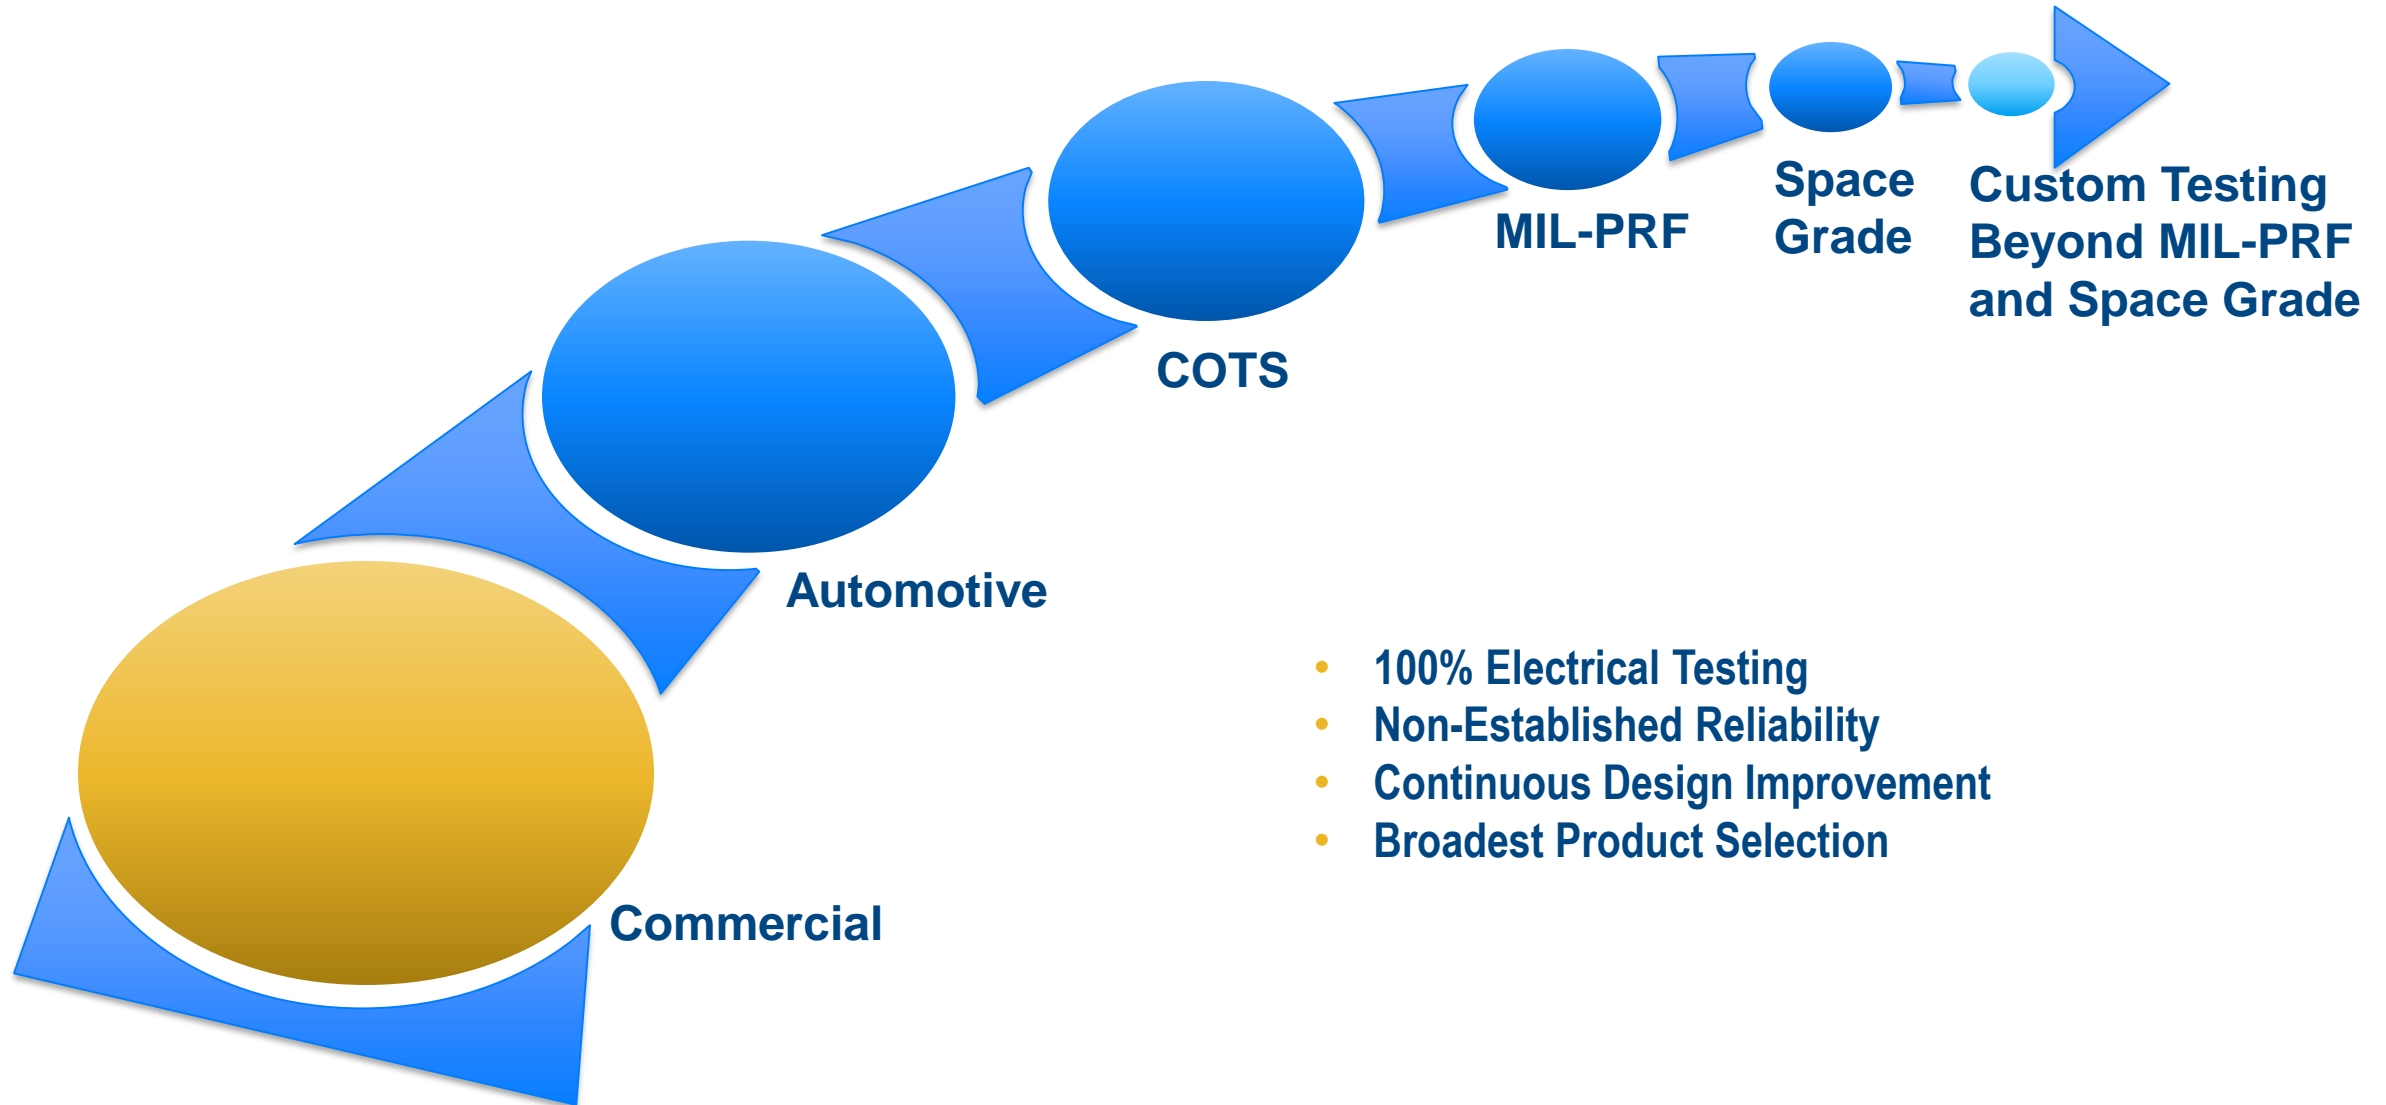 Space
Grade
Custom Testing
Beyond MIL-PRF
and Space Grade
MIL-PRF
COTS
Automotive
Commercial
• 100% Electrical Testing
• Non-Established Reliability
• Continuous Design Improvement
• Broadest Product Selection